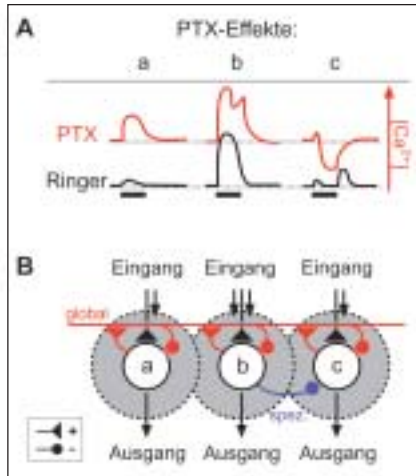 A
PTX-Effekte:
a b c
PTX
Ringer
[Ca²⁺]
B
Eingang Eingang Eingang
global
a b c
spez.
+
-
Ausgang Ausgang Ausgang